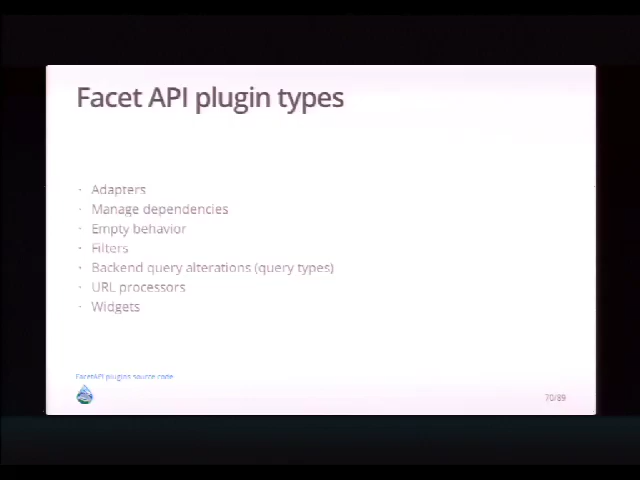 Facet API plugin types
· Adapters
· Manage dependencies
· Empty behavior
· Filters
· Backend query alterations (query types)
· URL processors
· Widgets
FacetAPI plugins source code
70/89